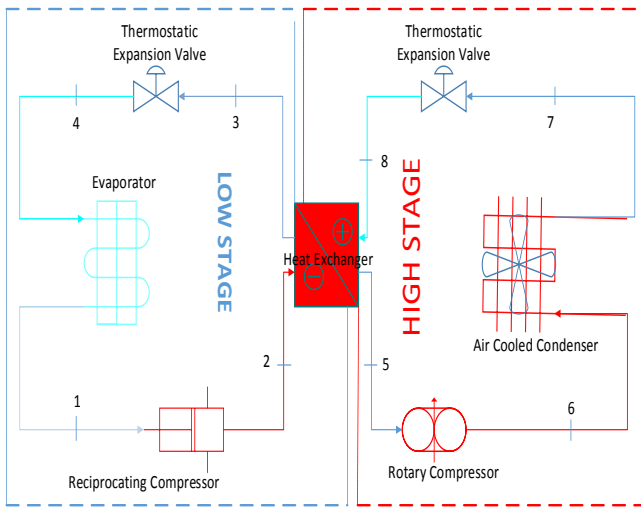 Thermostatic
Expansion Valve
Thermostatic
Expansion Valve
4
3
7
8
Evaporator
LOW STAGE
HIGH STAGE
Heat Exchanger
Air Cooled Condenser
2
5
1
6
Reciprocating Compressor
Rotary Compressor